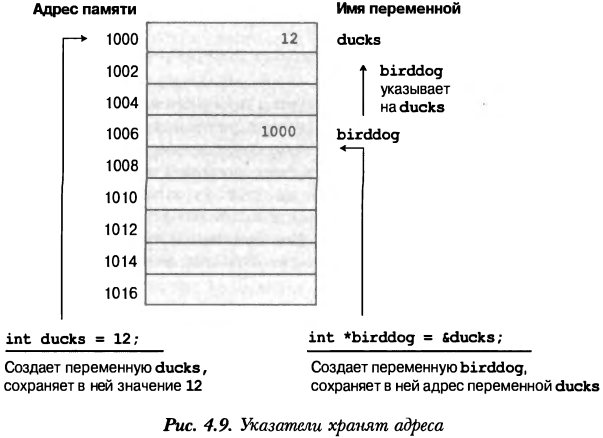 Адрес памяти Имя переменной
1000 12 ducks
1002 birddog
указывает
1004 на ducks
1006 1000 birddog
1008
1010
1012
1014
1016
int ducks = 12;
Создает переменную ducks,
сохраняет в ней значение 12
int *birddog = &ducks;
Создает переменную birddog,
сохраняет в ней адрес переменной ducks
Рис. 4.9. Указатели хранят адреса